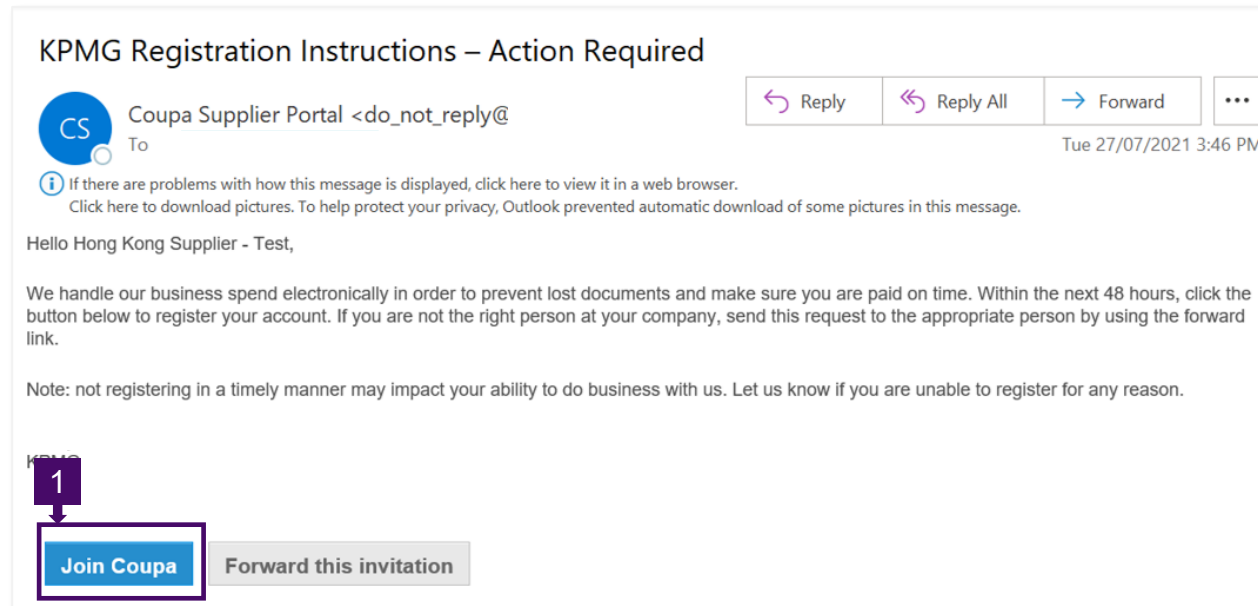 KPMG Registration Instructions – Action Required
Coupa Supplier Portal <do_not_reply@
CS
To
Reply
Reply All
Forward
Tue 27/07/2021 3:46 PM
If there are problems with how this message is displayed, click here to view it in a web browser.
Click here to download pictures. To help protect your privacy, Outlook prevented automatic download of some pictures in this message.
Hello Hong Kong Supplier - Test,
We handle our business spend electronically in order to prevent lost documents and make sure you are paid on time. Within the next 48 hours, click the
button below to register your account. If you are not the right person at your company, send this request to the appropriate person by using the forward
link.
Note: not registering in a timely manner may impact your ability to do business with us. Let us know if you are unable to register for any reason.
KPMG
1
Join Coupa
Forward this invitation